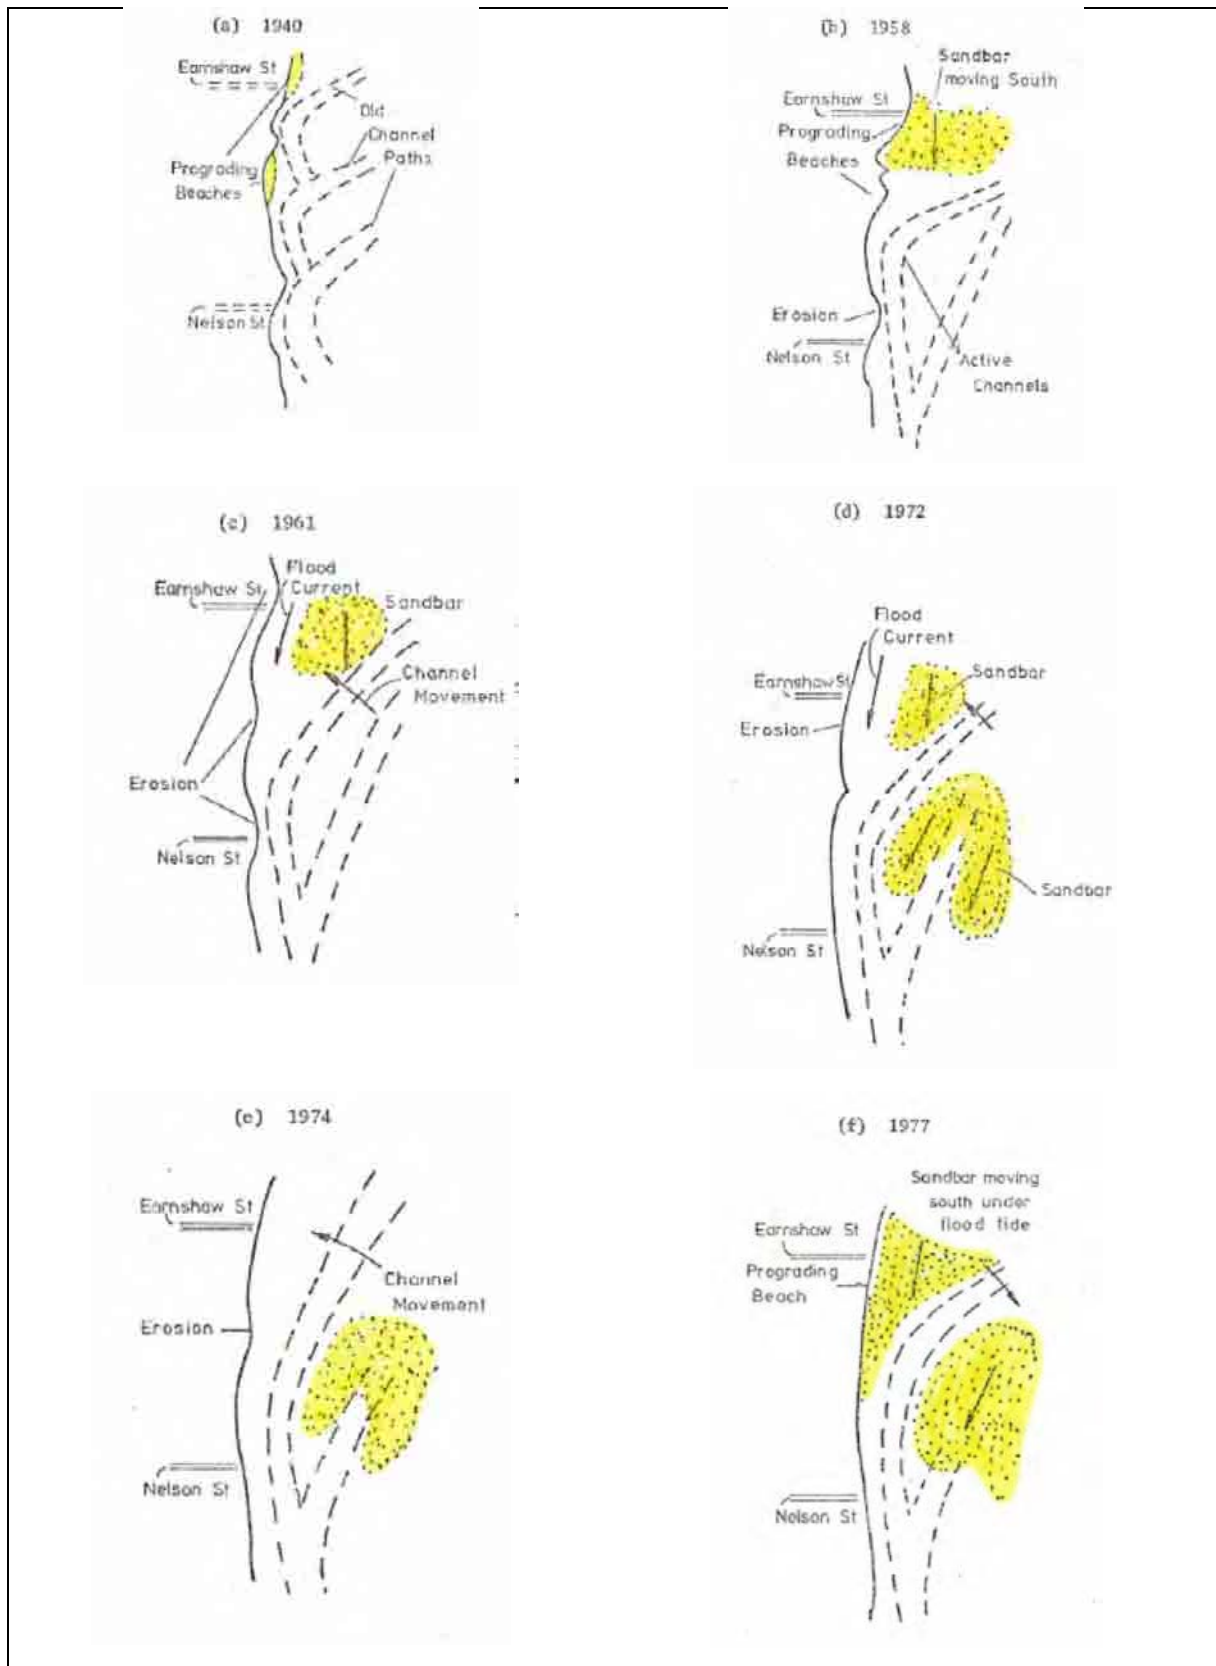 (a) 1940
Earnshaw St
Old
Channel
Paths
Prograding
Beaches
Nelson St
(b) 1958
Sandbar
moving South
Earnshaw St
Prograding
Beaches
Erosion
Nelson St
Active
Channels
(c) 1961
Flood
Current
Earnshaw St
Sandbar
Channel
Movement
Erosion
Nelson St
(d) 1972
Flood
Current
Earnshaw St
Sandbar
Erosion
Sandbar
Nelson St
(e) 1974
Earnshaw St
Channel
Movement
Erosion
Nelson St
(f) 1977
Sandbar moving
south under
flood tide
Earnshaw St
Prograding
Beach
Nelson St